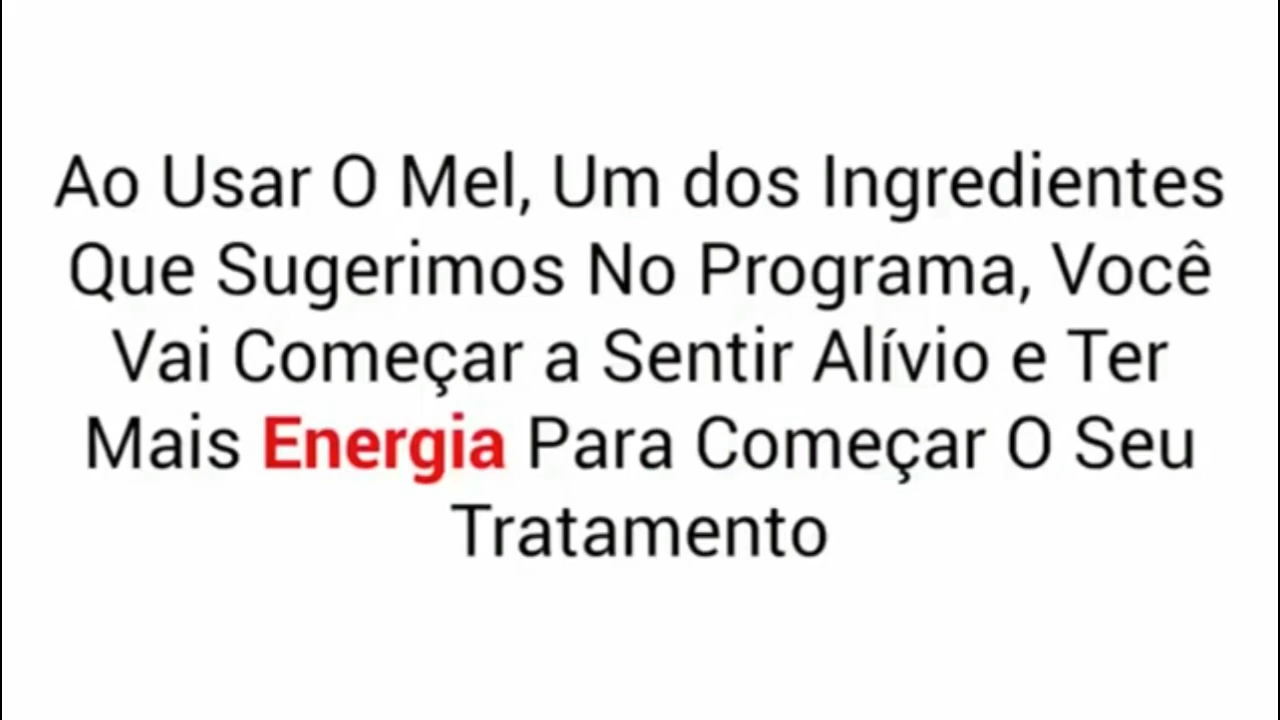 Ao Usar O Mel, Um dos Ingredientes
Que Sugerimos No Programa, Você
Vai Começar a Sentir Alívio e Ter
Mais Energia Para Começar O Seu
Tratamento